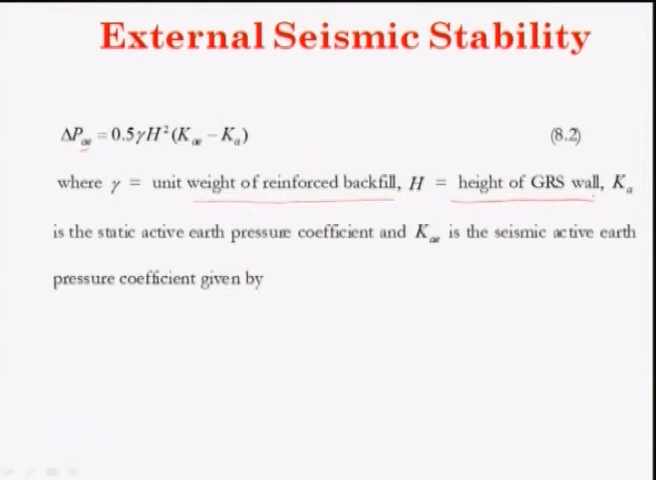 External Seismic Stability
ΔP_ae = 0.5γH²(K_ae − K_a) (8.2)
where γ = unit weight of reinforced backfill, H = height of GRS wall, K_a
is the static active earth pressure coefficient and K_ae is the seismic active earth
pressure coefficient given by